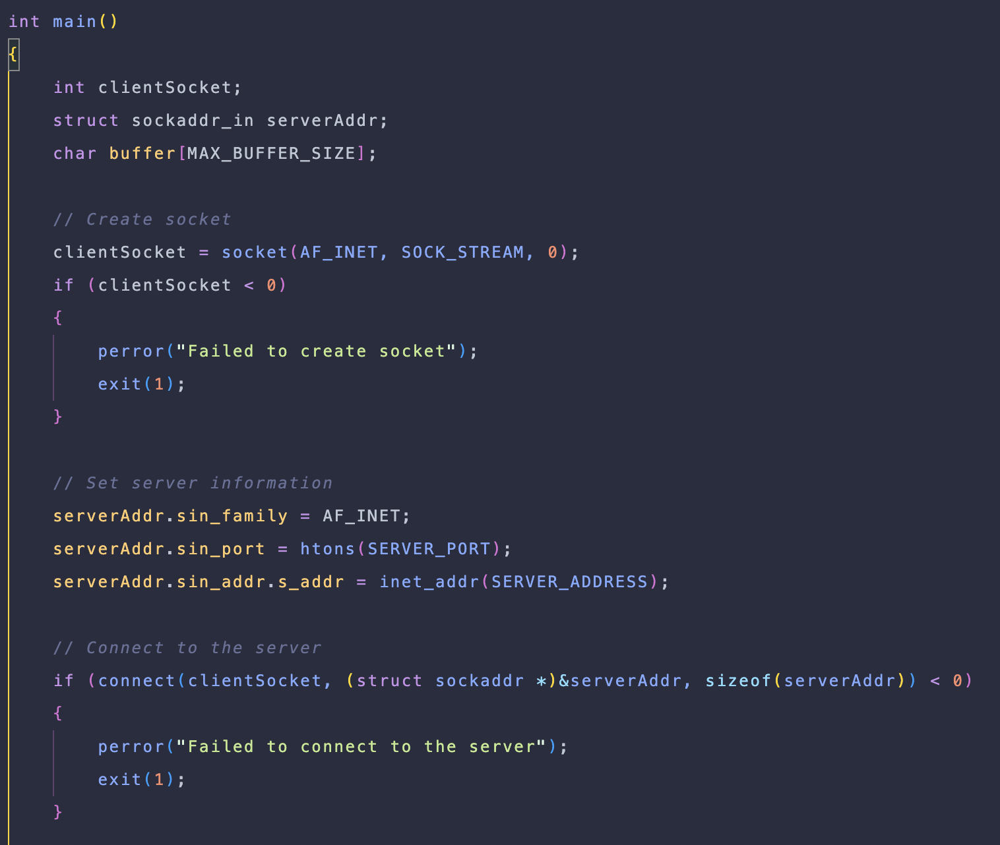 int main()
{
    int clientSocket;
    struct sockaddr_in serverAddr;
    char buffer[MAX_BUFFER_SIZE];

    // Create socket
    clientSocket = socket(AF_INET, SOCK_STREAM, 0);
    if (clientSocket < 0)
    {
        perror("Failed to create socket");
        exit(1);
    }

    // Set server information
    serverAddr.sin_family = AF_INET;
    serverAddr.sin_port = htons(SERVER_PORT);
    serverAddr.sin_addr.s_addr = inet_addr(SERVER_ADDRESS);

    // Connect to the server
    if (connect(clientSocket, (struct sockaddr *)&serverAddr, sizeof(serverAddr)) < 0)
    {
        perror("Failed to connect to the server");
        exit(1);
    }